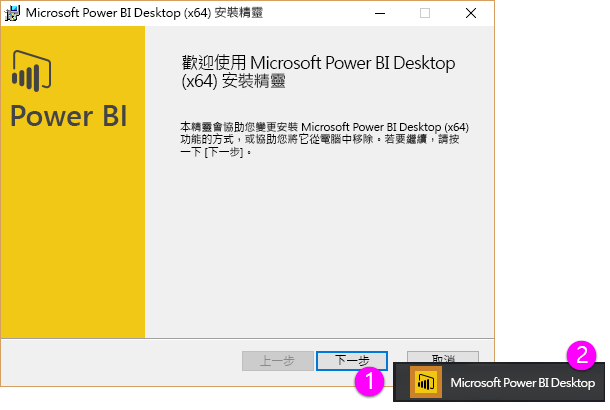 Microsoft Power BI Desktop (x64) 安裝精靈
Power BI
歡迎使用 Microsoft Power BI Desktop
(x64) 安裝精靈
本精靈會協助您變更安裝 Microsoft Power BI Desktop (x64)
功能的方式，或協助您將它從電腦中移除。若要繼續，請按
一下 [下一步]。
上一步
下一步
取消
1
2
Microsoft Power BI Desktop